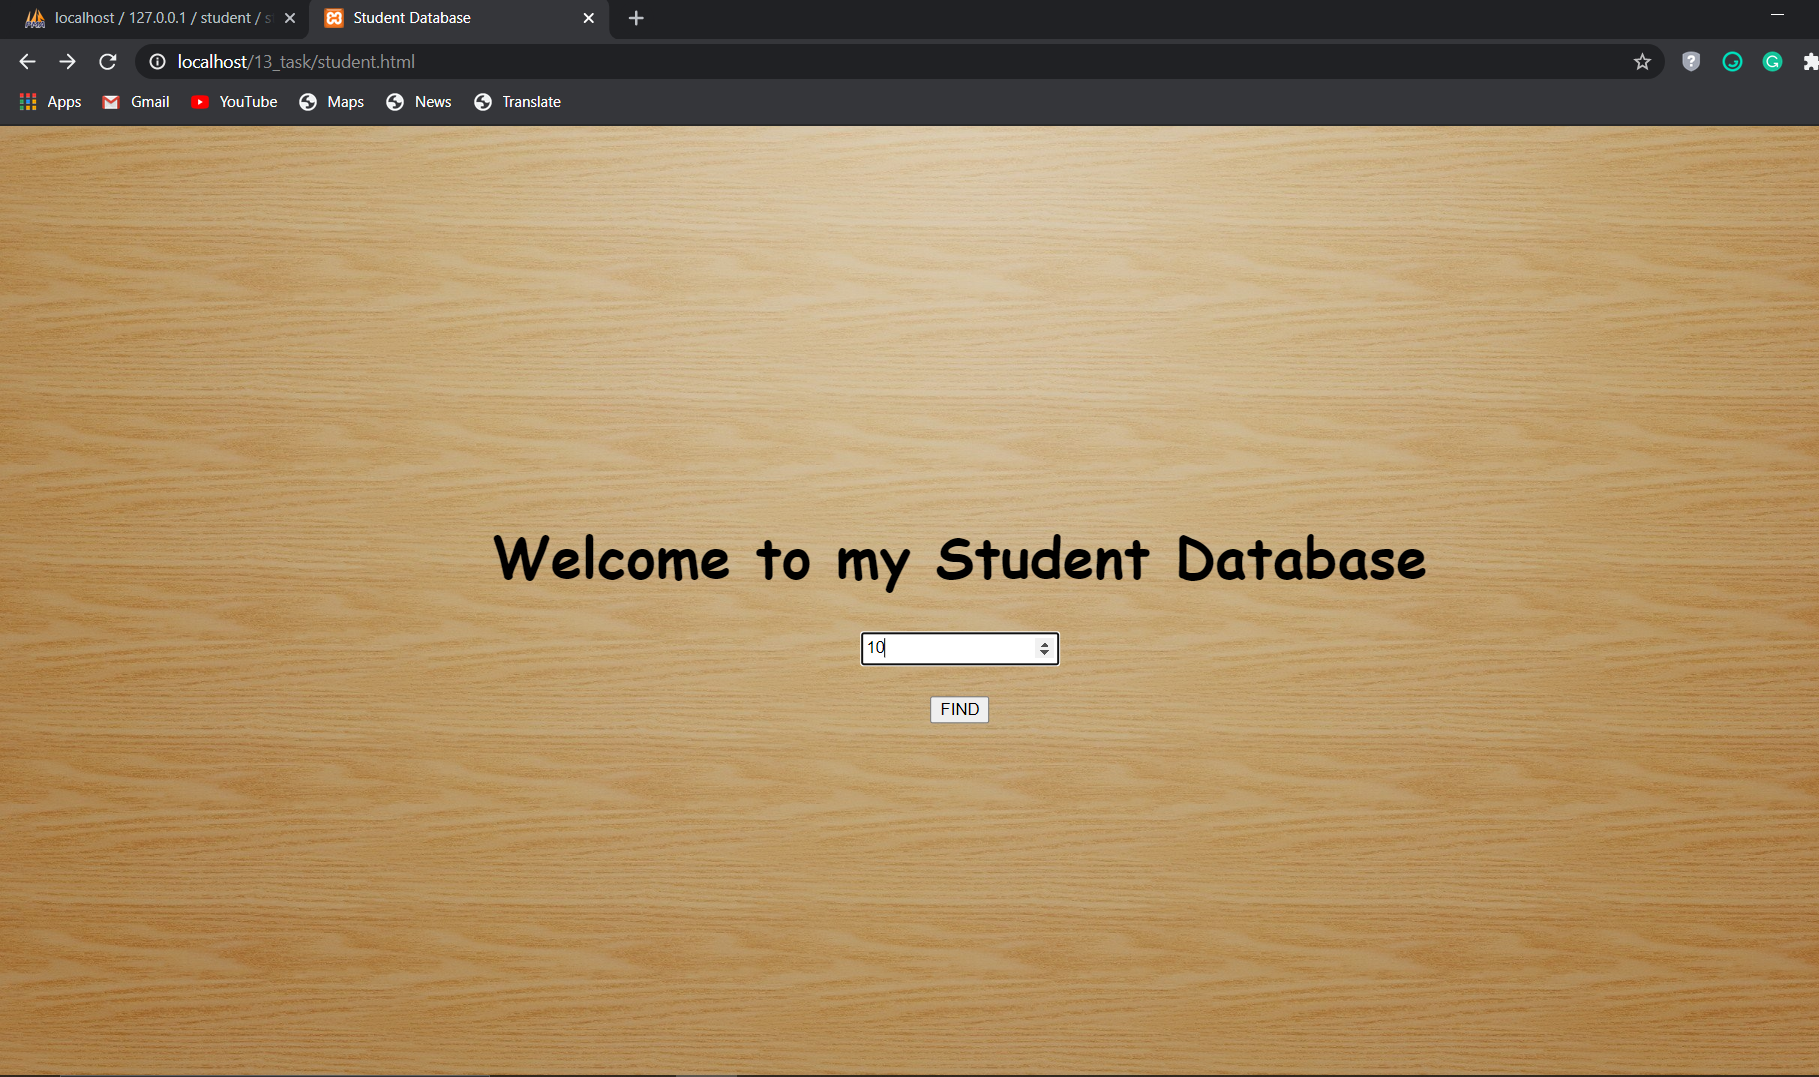 localhost / 127.0.0.1 / student / s
Student Database
localhost/13_task/student.html
Apps
Gmail
YouTube
Maps
News
Translate
Welcome to my Student Database
10
FIND